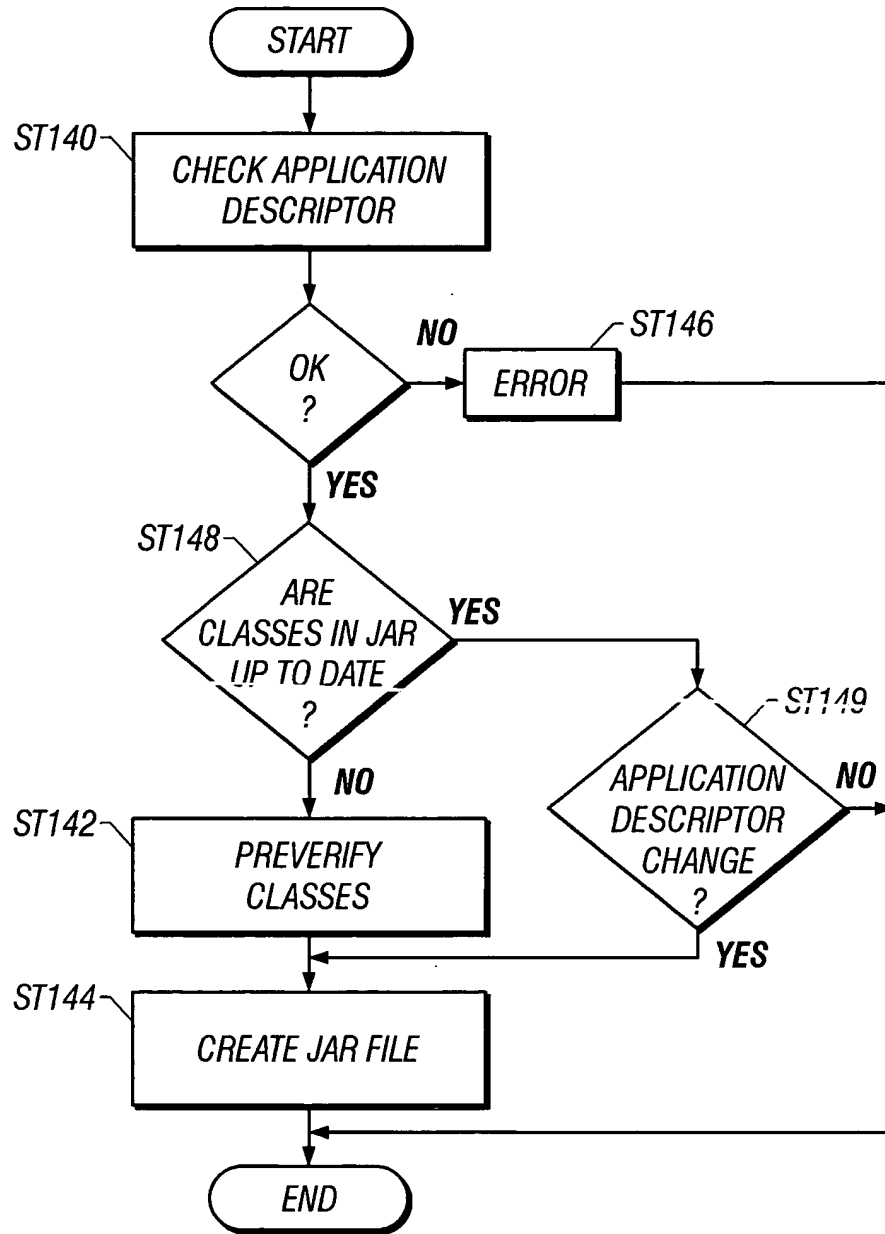 START
ST140
CHECK APPLICATION
DESCRIPTOR
OK
?
NO
ST146
ERROR
YES
ST148
ARE
CLASSES IN JAR
UP TO DATE
?
YES
ST149
APPLICATION
DESCRIPTOR
CHANGE
?
NO
NO
ST142
PREVERIFY
CLASSES
YES
ST144
CREATE JAR FILE
END